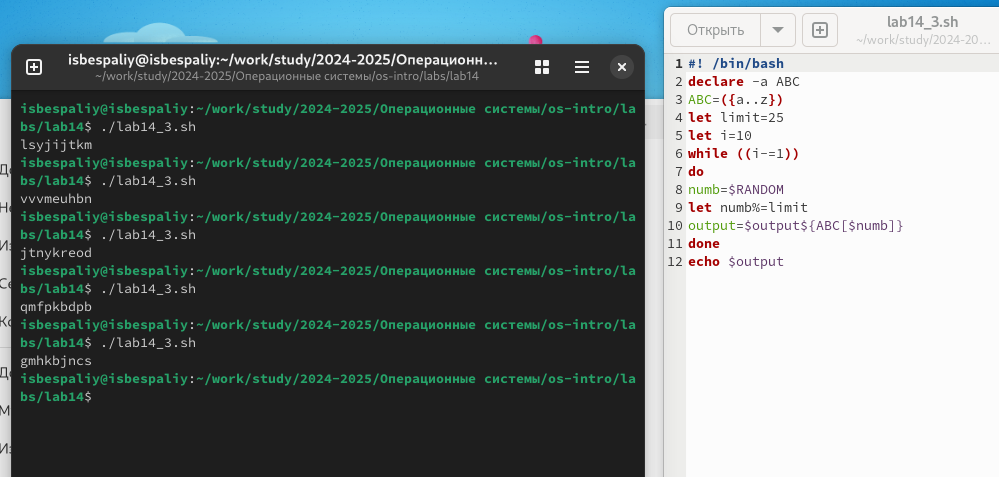 isbespaliy@isbespaliy:~/work/study/2024-2025/Операционн...
~/work/study/2024-2025/Операционные системы/os-intro/labs/lab14
isbespaliy@isbespaliy:~/work/study/2024-2025/Операционные системы/os-intro/la
bs/lab14$ ./lab14_3.sh
lsyjijtkm
isbespaliy@isbespaliy:~/work/study/2024-2025/Операционные системы/os-intro/la
bs/lab14$ ./lab14_3.sh
vvvmeuhbn
isbespaliy@isbespaliy:~/work/study/2024-2025/Операционные системы/os-intro/la
bs/lab14$ ./lab14_3.sh
jtnykreod
isbespaliy@isbespaliy:~/work/study/2024-2025/Операционные системы/os-intro/la
bs/lab14$ ./lab14_3.sh
qmfpkbdpb
isbespaliy@isbespaliy:~/work/study/2024-2025/Операционные системы/os-intro/la
bs/lab14$ ./lab14_3.sh
gmhkbjncs
isbespaliy@isbespaliy:~/work/study/2024-2025/Операционные системы/os-intro/la
bs/lab14$
Открыть
lab14_3.sh
~/work/study/2024-20...
1 #! /bin/bash
2 declare -a ABC
3 ABC=({a..z})
4 let limit=25
5 let i=10
6 while ((i-=1))
7 do
8 numb=$RANDOM
9 let numb%=limit
10 output=$output${ABC[$numb]}
11 done
12 echo $output